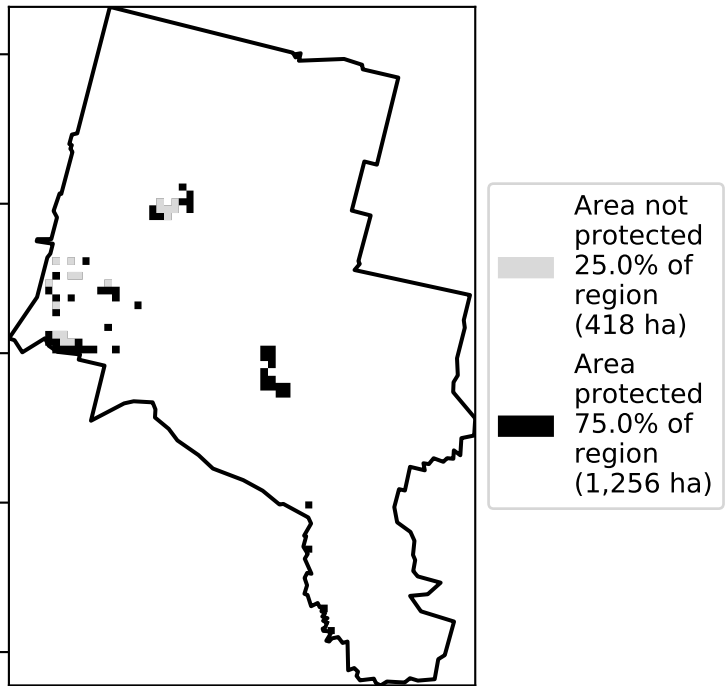 Area not
protected
25.0% of
region
(418 ha)
Area
protected
75.0% of
region
(1,256 ha)